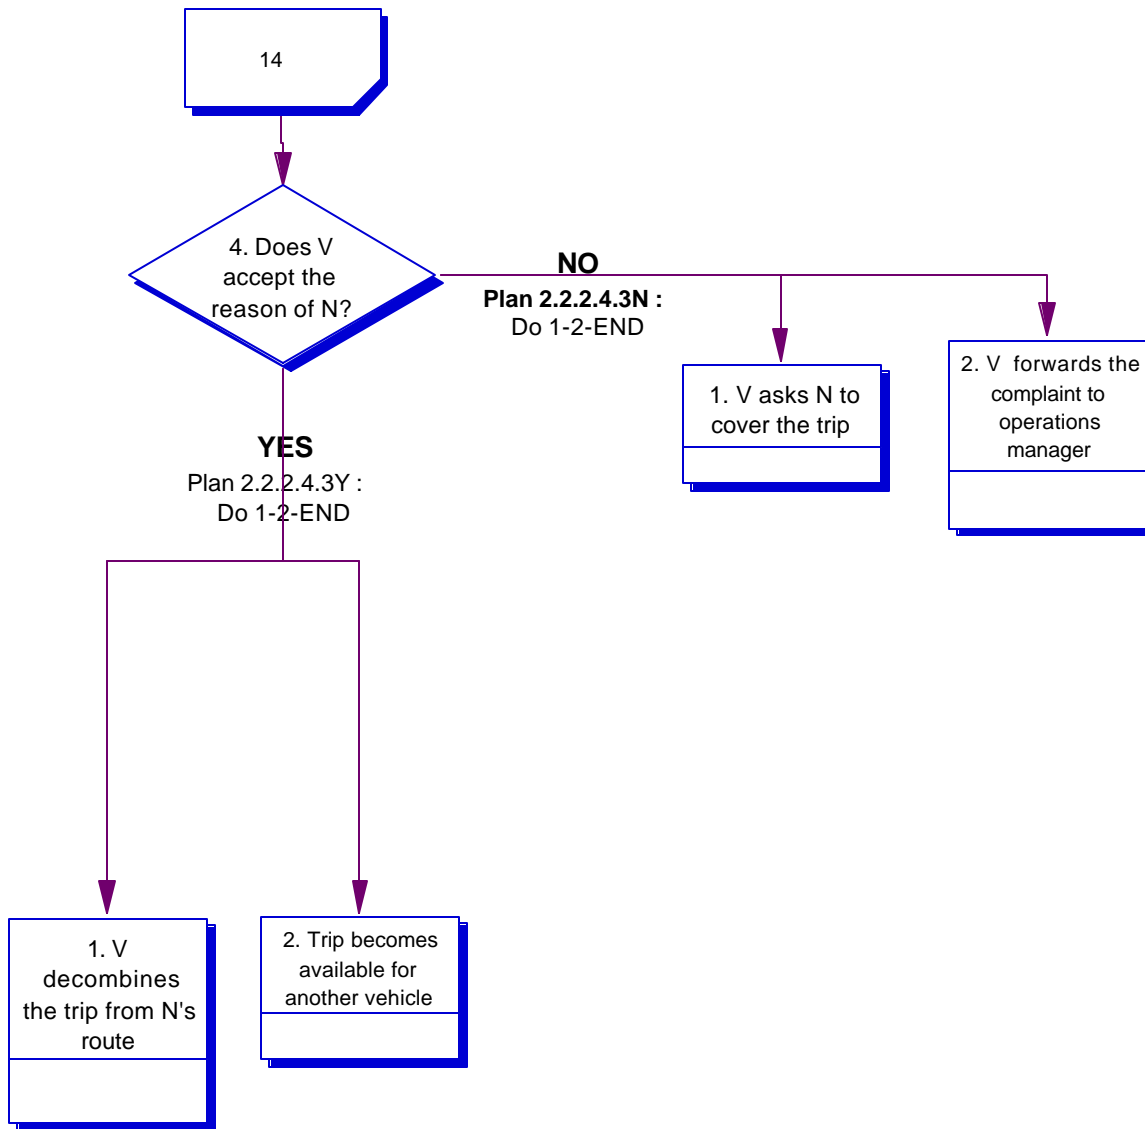 14
4. Does V
accept the
reason of N?
NO
Plan 2.2.2.4.3N :
Do 1-2-END
1. V asks N to
cover the trip
2. V forwards the
complaint to
operations
manager
YES
Plan 2.2.2.4.3Y :
Do 1-2-END
1. V
decombines
the trip from N's
route
2. Trip becomes
available for
another vehicle